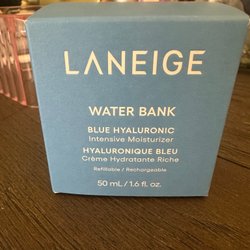 LANEIGE
WATER BANK
BLUE HYALURONIC
Intensive Moisturizer
HYALURONIQUE BLEU
Crème Hydratante Riche
Refillable / Rechargeable
50 mL / 1.6 fl. oz.